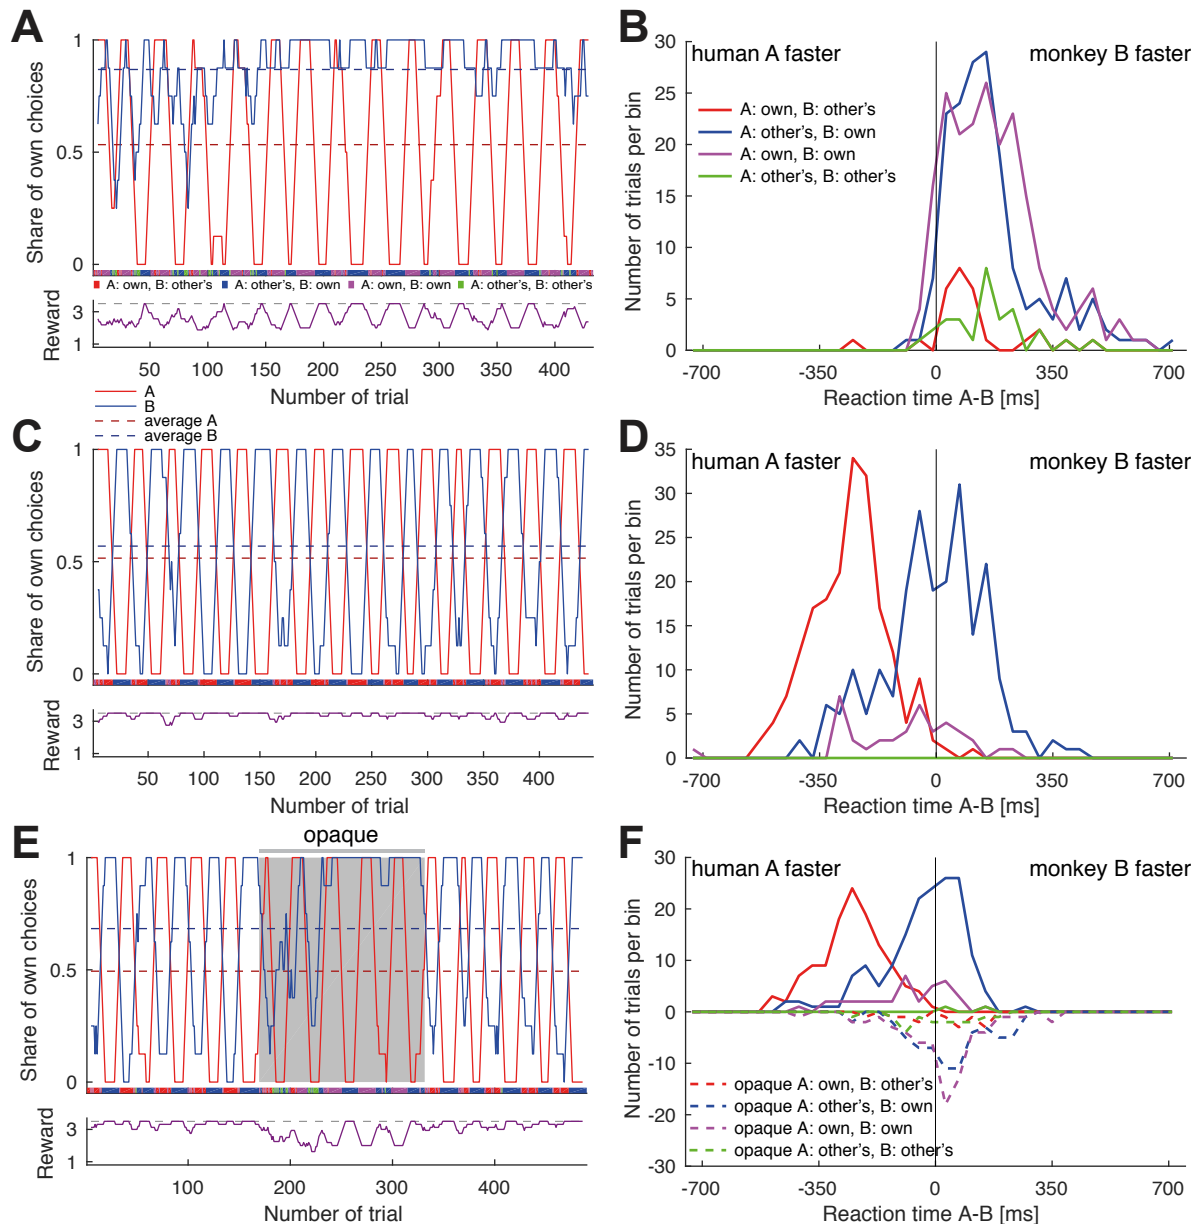 A
Share of own choices
1
0.5
0
A: own, B: other's
A: other's, B: own
A: own, B: own
A: other's, B: other's
Reward
3
1
50 100 150 200 250 300 350 400
Number of trial
A
B
average A
average B
B
human A faster
monkey B faster
A: own, B: other's
A: other's, B: own
A: own, B: own
A: other's, B: other's
Number of trials per bin
30
25
20
15
10
5
0
-700 -350 0 350 700
Reaction time A-B [ms]
C
Share of own choices
1
0.5
0
Reward
3
1
50 100 150 200 250 300 350 400
Number of trial
D
human A faster
monkey B faster
Number of trials per bin
35
30
25
20
15
10
5
0
-700 -350 0 350 700
Reaction time A-B [ms]
E
opaque
Share of own choices
1
0.5
0
Reward
3
1
100 200 300 400
Number of trial
F
human A faster
monkey B faster
Number of trials per bin
30
20
10
0
-10
-20
-30
opaque A: own, B: other's
opaque A: other's, B: own
opaque A: own, B: own
opaque A: other's, B: other's
-700 -350 0 350 700
Reaction time A-B [ms]